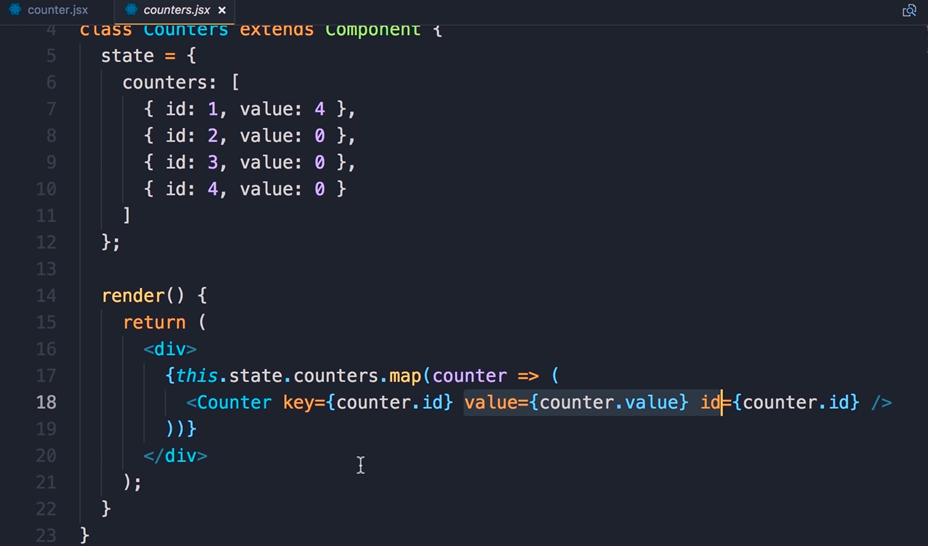 counter.jsx counters.jsx ×
4 class Counters extends Component {
5 state = {
6 counters: [
7 { id: 1, value: 4 },
8 { id: 2, value: 0 },
9 { id: 3, value: 0 },
10 { id: 4, value: 0 }
11 ]
12 };
13
14 render() {
15 return (
16 <div>
17 {this.state.counters.map(counter => (
18 <Counter key={counter.id} value={counter.value} id={counter.id} />
19 ))}
20 </div>
21 );
22 }
23 }